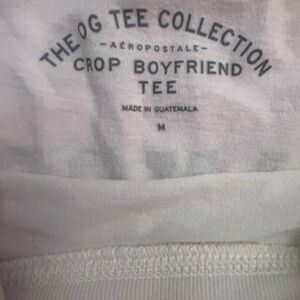 THE OG TEE COLLECTION
-AÉROPOSTALE-
CROP BOYFRIEND
TEE
MADE IN GUATEMALA
M